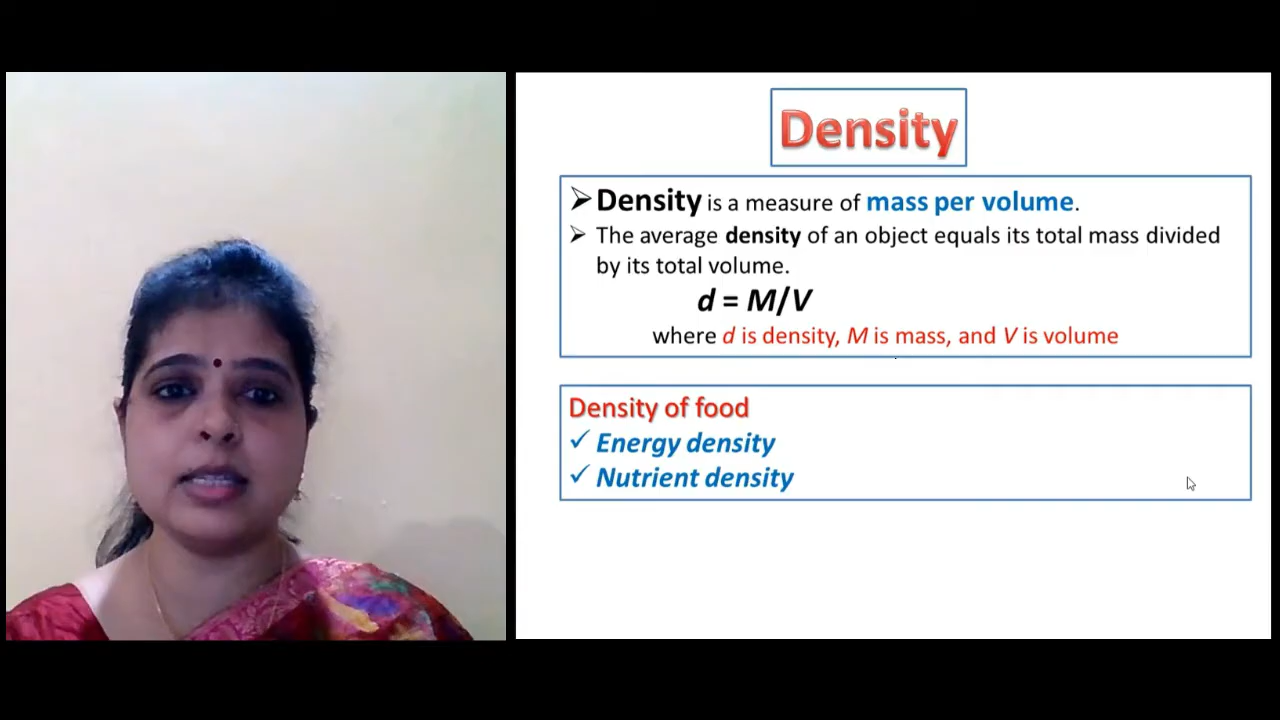 Density
➢ Density is a measure of mass per volume.
➢ The average density of an object equals its total mass divided
by its total volume.
d = M/V
where d is density, M is mass, and V is volume
Density of food
✓ Energy density
✓ Nutrient density